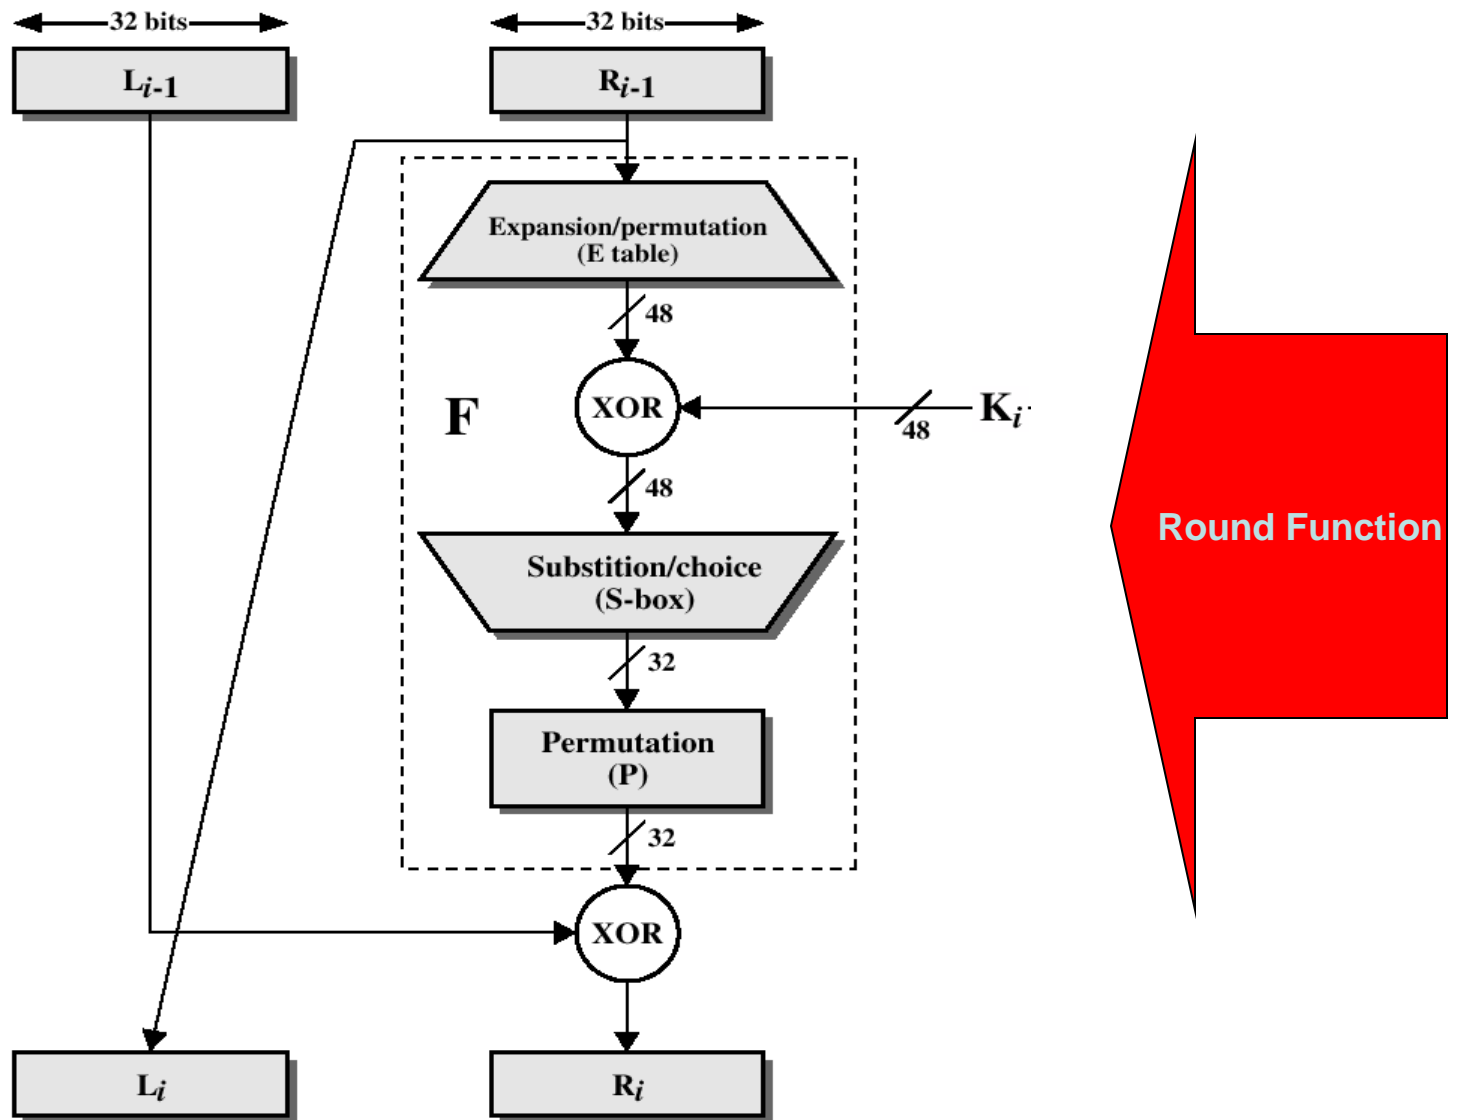 32 bits
32 bits
Li-1
Ri-1
Expansion/permutation
(E table)
48
F
XOR
48
Ki
48
Substition/choice
(S-box)
Round Function
32
Permutation
(P)
32
XOR
Li
Ri